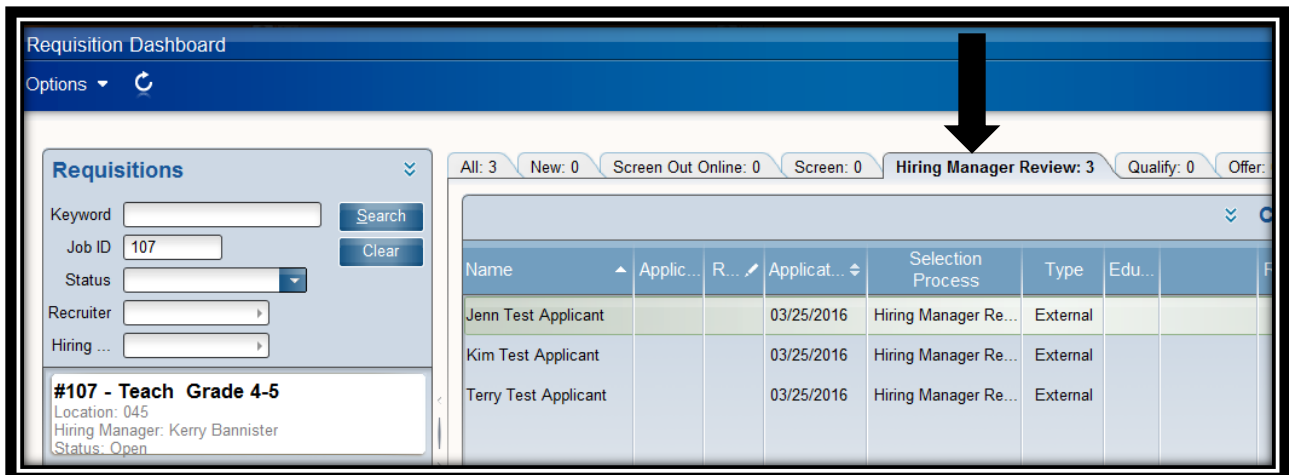 Requisition Dashboard
Options
Requisitions
Keyword
Search
Job ID 107
Clear
Status
Recruiter
Hiring ...
#107 - Teach Grade 4-5
Location: 045
Hiring Manager: Kerry Bannister
Status: Open
All: 3 New: 0 Screen Out Online: 0 Screen: 0 Hiring Manager Review: 3 Qualify: 0 Offer:
Name Applic... R... Applicat... Selection Process Type Edu...
Jenn Test Applicant 03/25/2016 Hiring Manager Re... External
Kim Test Applicant 03/25/2016 Hiring Manager Re... External
Terry Test Applicant 03/25/2016 Hiring Manager Re... External